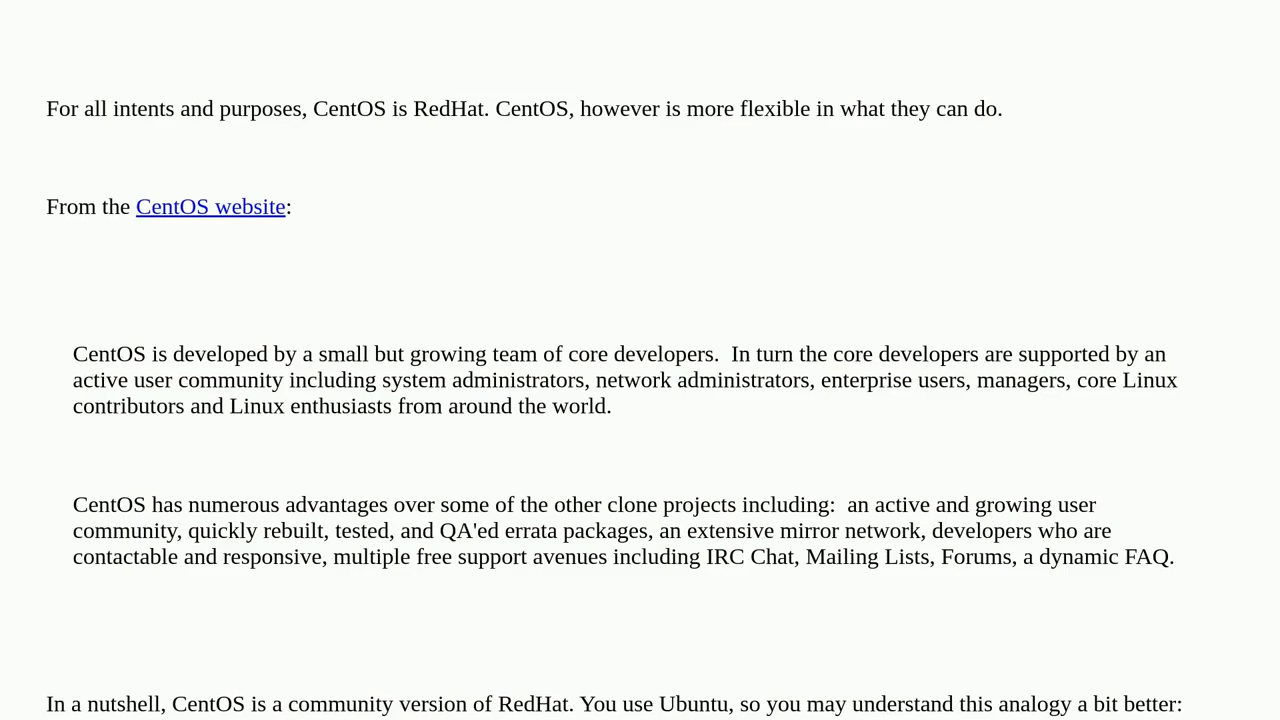 For all intents and purposes, CentOS is RedHat. CentOS, however is more flexible in what they can do.
From the CentOS website:
CentOS is developed by a small but growing team of core developers.  In turn the core developers are supported by an
active user community including system administrators, network administrators, enterprise users, managers, core Linux
contributors and Linux enthusiasts from around the world.
CentOS has numerous advantages over some of the other clone projects including:  an active and growing user
community, quickly rebuilt, tested, and QA'ed errata packages, an extensive mirror network, developers who are
contactable and responsive, multiple free support avenues including IRC Chat, Mailing Lists, Forums, a dynamic FAQ.
In a nutshell, CentOS is a community version of RedHat. You use Ubuntu, so you may understand this analogy a bit better: